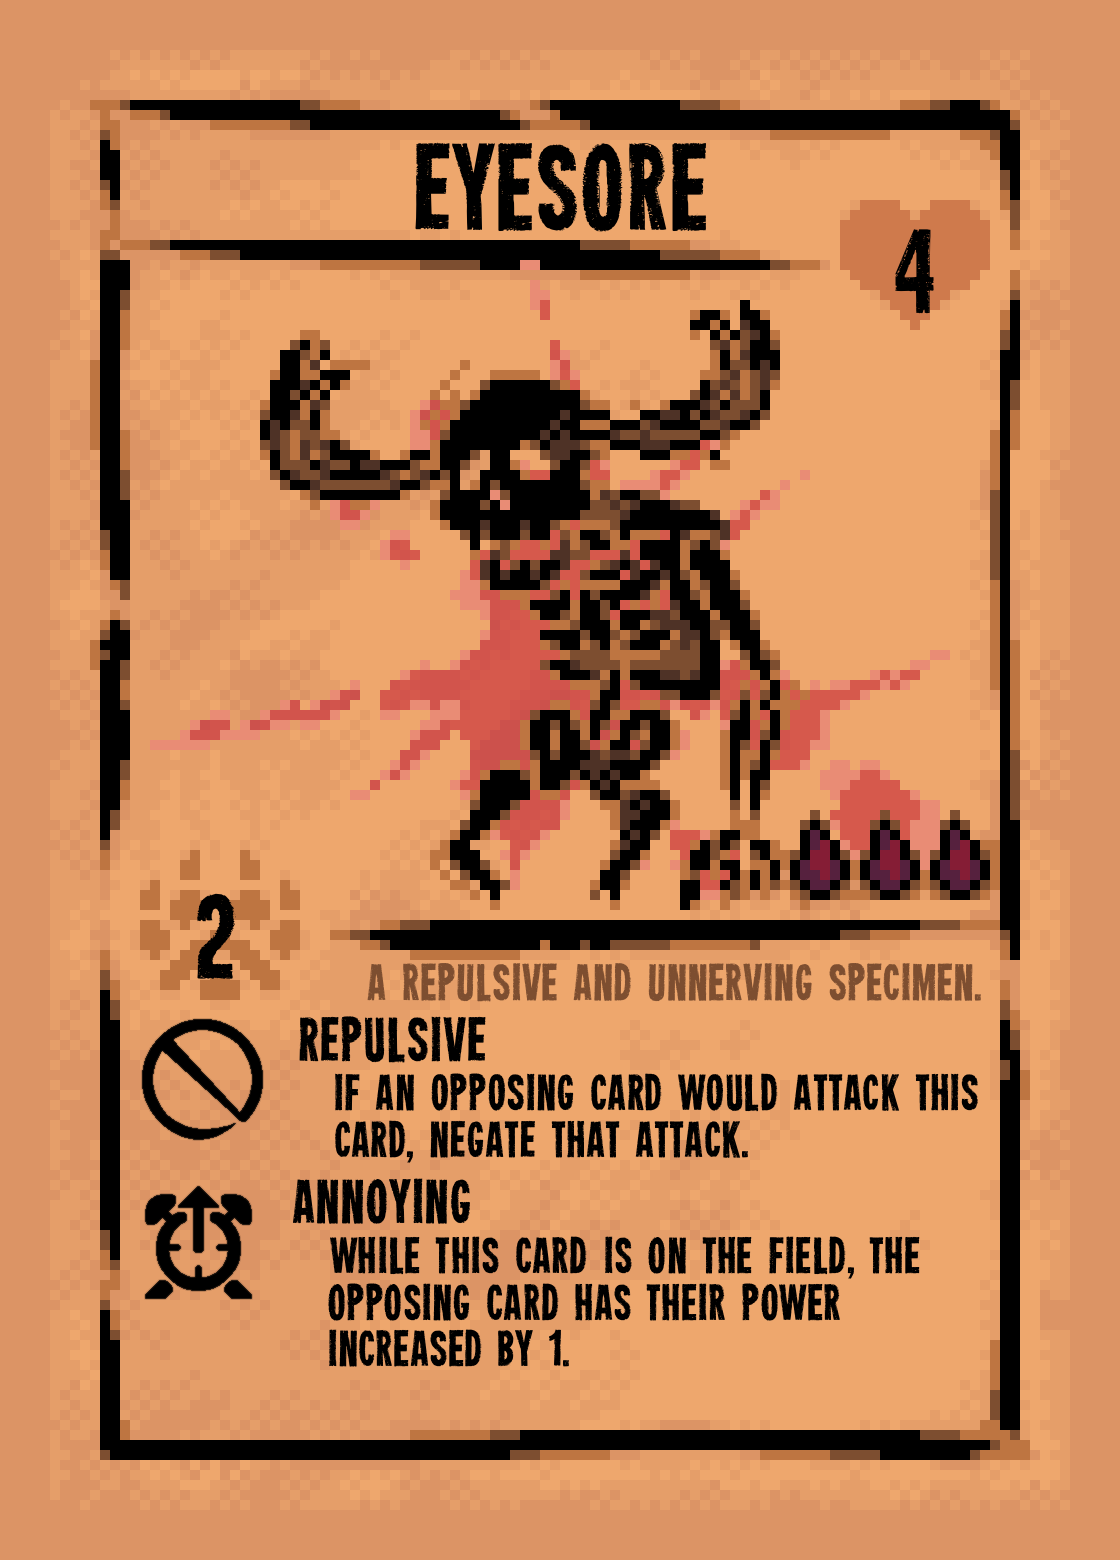 EYESORE
4
2
A REPULSIVE AND UNNERVING SPECIMEN.
REPULSIVE
IF AN OPPOSING CARD WOULD ATTACK THIS
CARD, NEGATE THAT ATTACK.
ANNOYING
WHILE THIS CARD IS ON THE FIELD, THE
OPPOSING CARD HAS THEIR POWER
INCREASED BY 1.